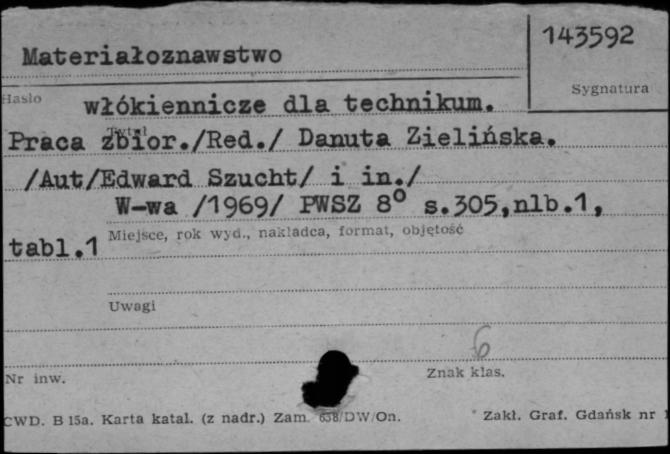 143592
Materiałoznawstwo
Sygnatura
Hasło
włókiennicze dla technikum.
Tytuł
Praca zbior./Red./ Danuta Zielińska.
/Aut/Edward Szucht/ i in./
W-wa /1969/ PWSZ 8° s.305,nlb.1,
Miejsce, rok wyd., nakładca, format, objętość
tabl.1
Uwagi
6
Nr inw.
Znak klas.
CWD. B 15a. Karta katal. (z nadr.) Zam. 638/DW/On.
Zakł. Graf. Gdańsk nr 1